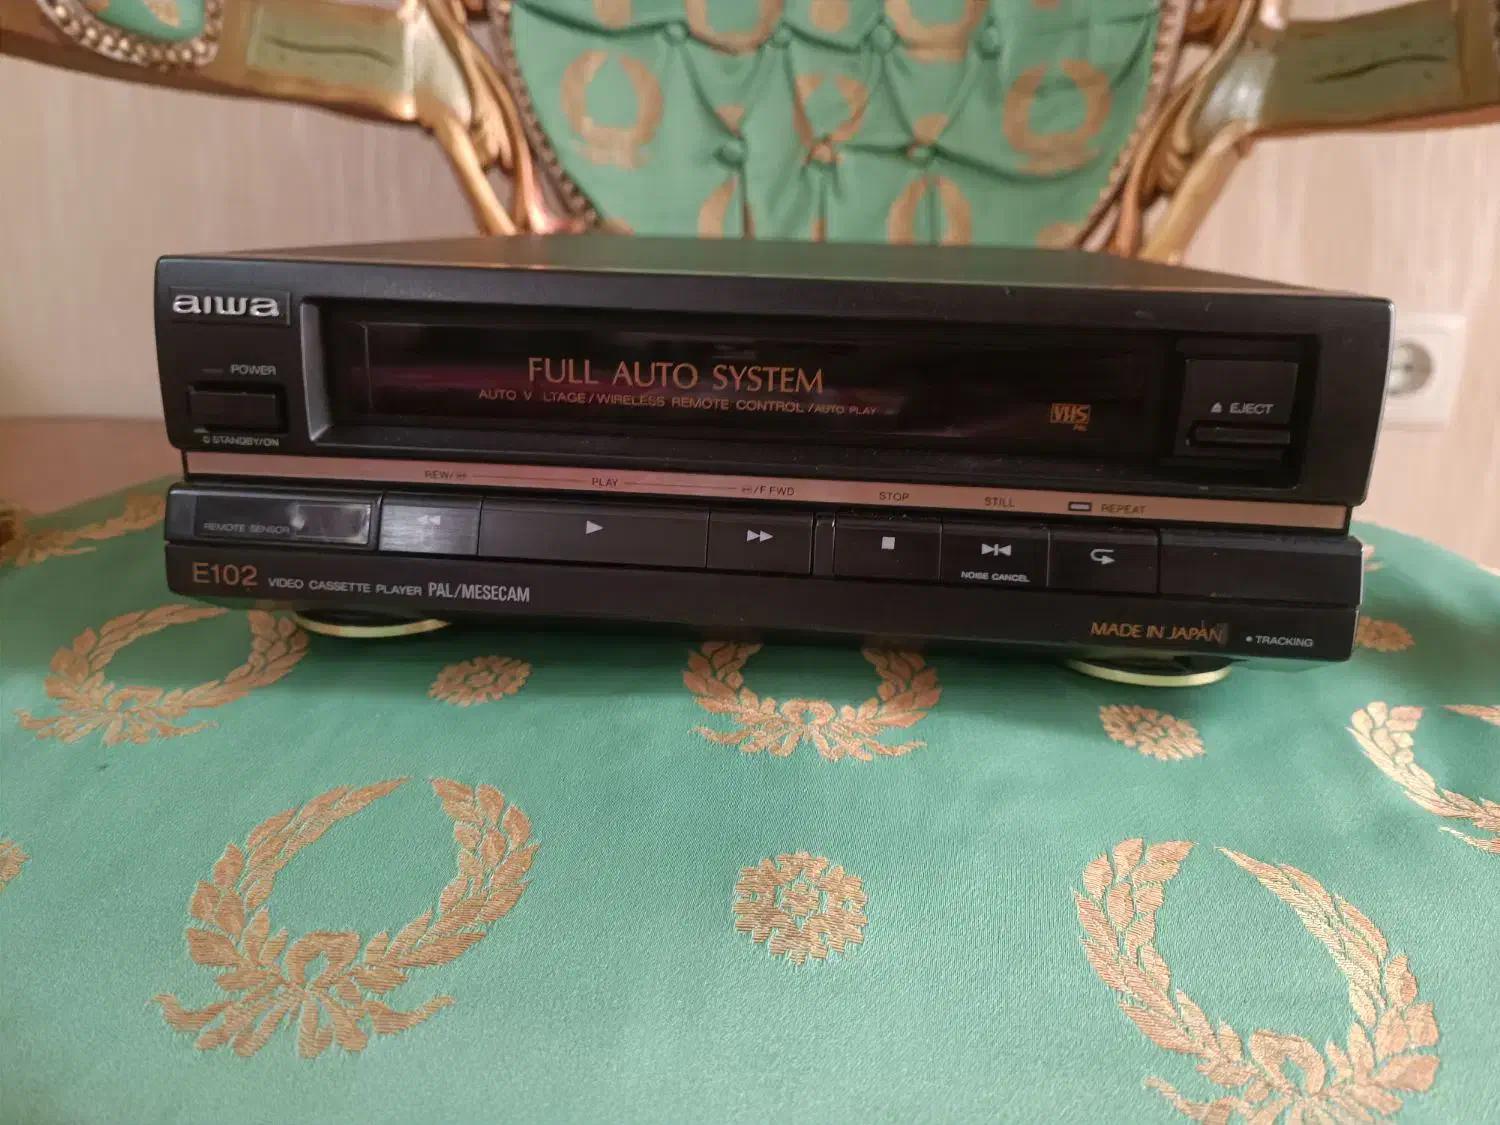 aiwa
POWER
STANDBY/ON
FULL AUTO SYSTEM
AUTO V LTAGE/WIRELESS REMOTE CONTROL/AUTO PLAY
VHS
PAL
EJECT
REW/
PLAY
/F FWD
STOP
STILL
REPEAT
REMOTE SENSOR
NOISE CANCEL
E102 VIDEO CASSETTE PLAYER PAL/MESECAM
MADE IN JAPAN
• TRACKING